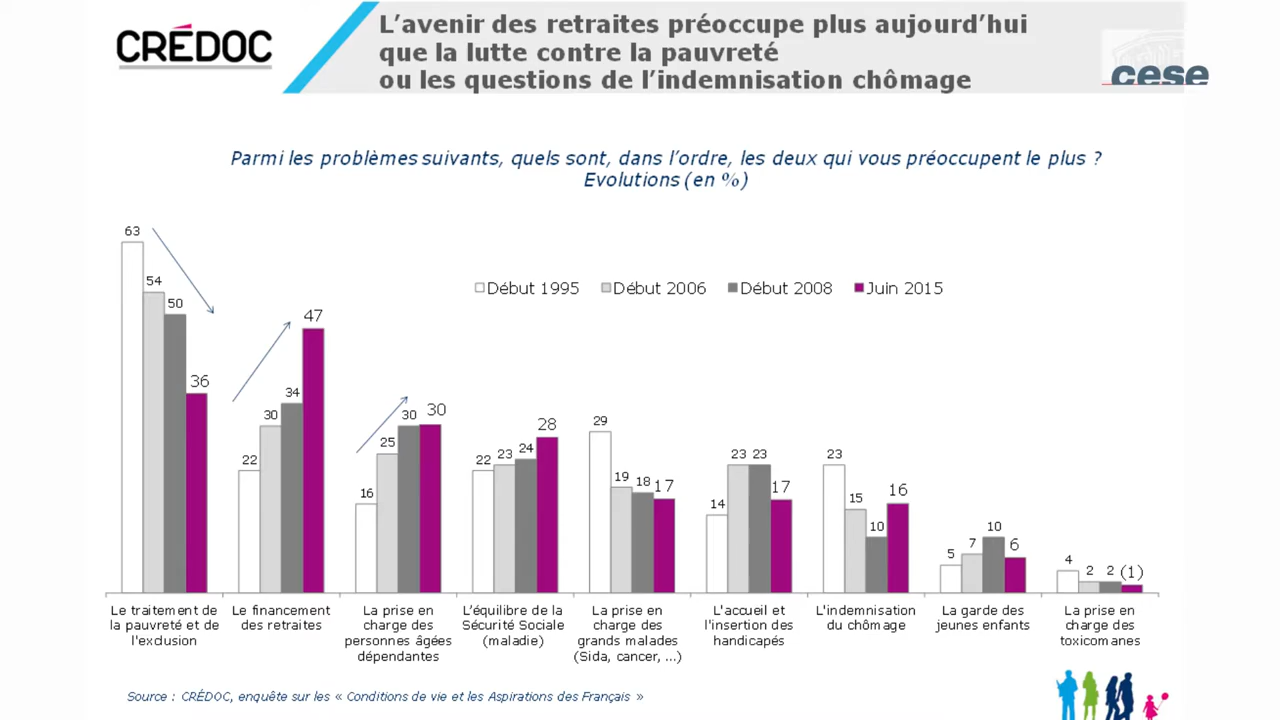 CRÉDOC
L'avenir des retraites préoccupe plus aujourd'hui
que la lutte contre la pauvreté
ou les questions de l'indemnisation chômage
cese
Parmi les problèmes suivants, quels sont, dans l'ordre, les deux qui vous préoccupent le plus ?
Evolutions (en %)
Début 1995 Début 2006 Début 2008 Juin 2015
63 54 50 36
22 30 34 47
16 25 30 30
22 23 24 28
29 19 18 17
14 23 23 17
23 15 10 16
5 7 10 6
4 2 2 (1)
Le traitement de
la pauvreté et de
l'exclusion
Le financement
des retraites
La prise en
charge des
personnes âgées
dépendantes
L'équilibre de la
Sécurité Sociale
(maladie)
La prise en
charge des
grands malades
(Sida, cancer, ...)
L'accueil et
l'insertion des
handicapés
L'indemnisation
du chômage
La garde des
jeunes enfants
La prise en
charge des
toxicomanes
Source : CRÉDOC, enquête sur les « Conditions de vie et les Aspirations des Français »